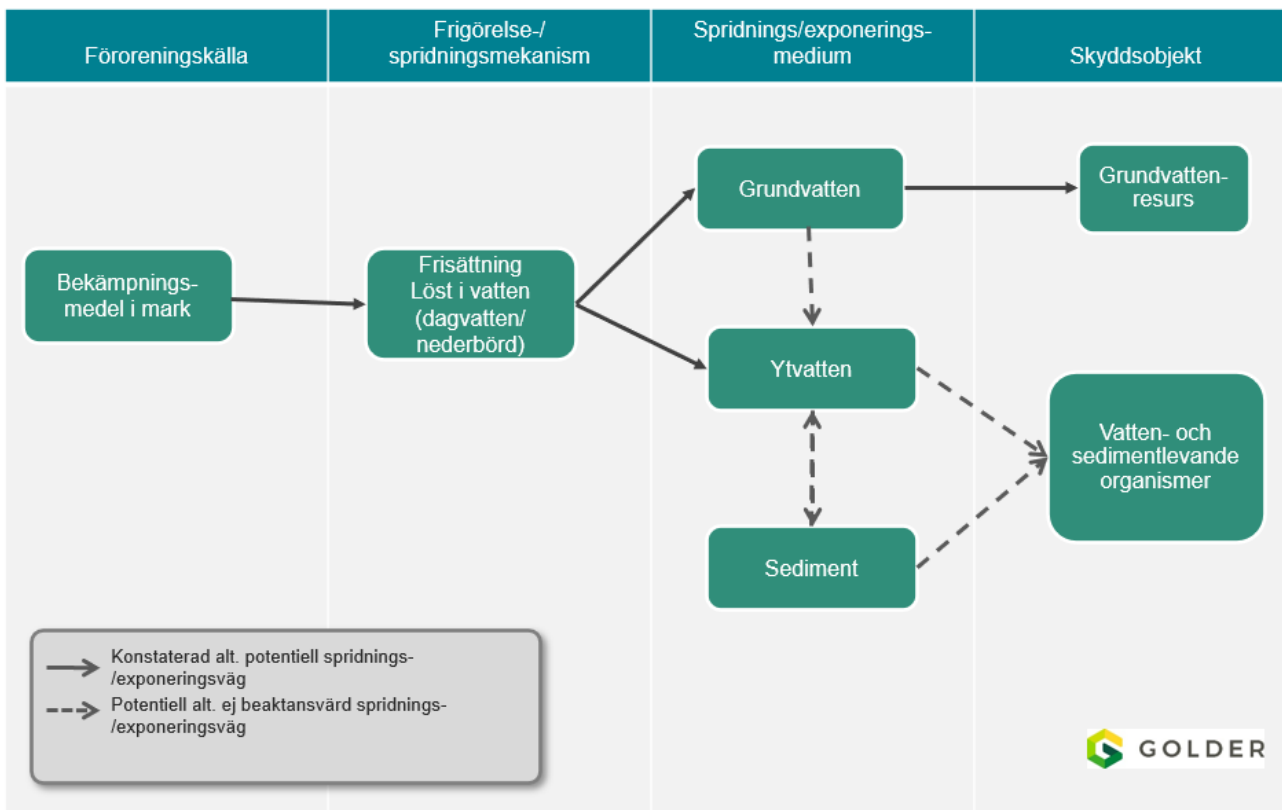 Föroreningskälla
Frigörelse-/
spridningsmekanism
Spridnings/exponerings-
medium
Skyddsobjekt
Bekämpnings-
medel i mark
Frisättning
Löst i vatten
(dagvatten/
nederbörd)
Grundvatten
Grundvatten-
resurs
Ytvatten
Vatten- och
sedimentlevande
organismer
Sediment
Konstaterad alt. potentiell spridnings-
/exponeringsväg
Potentiell alt. ej beaktansvärd spridnings-
/exponeringsväg
GOLDER